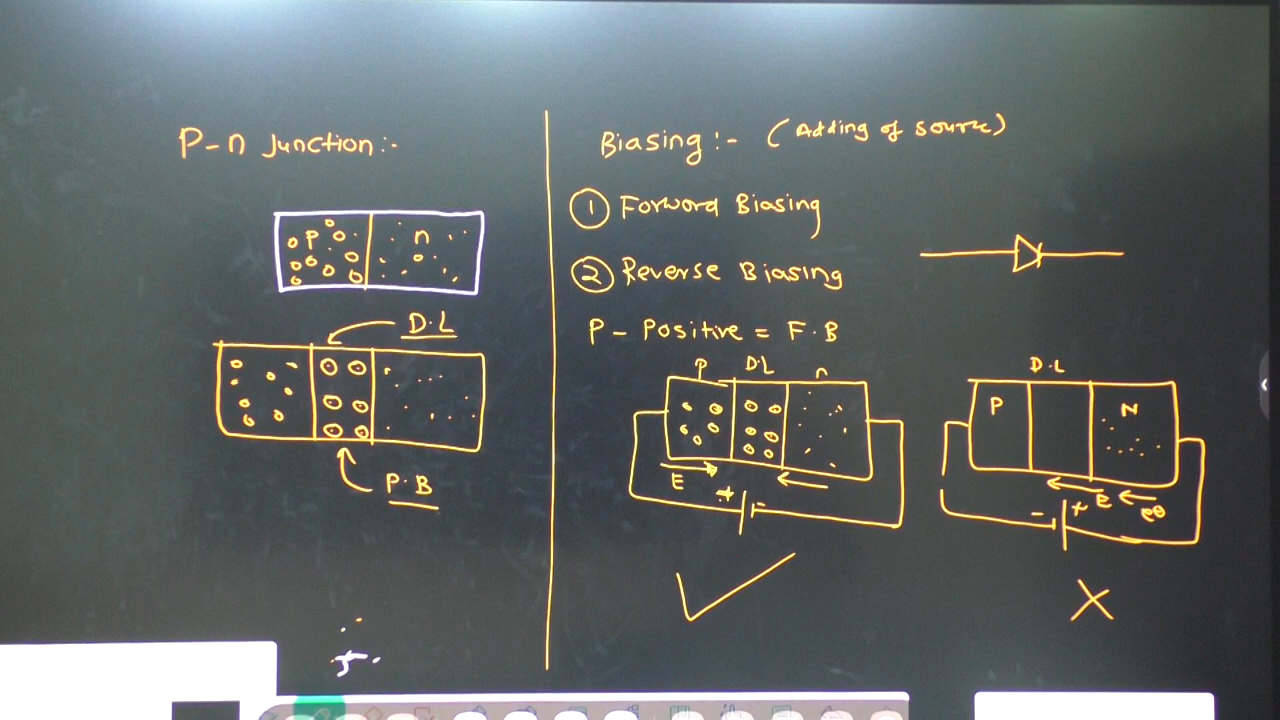 P-n Junction:-
P n
D.L
P.B
Biasing:- (Adding of source)
① Forword Biasing
② Reverse Biasing
P - Positive = F.B
P D.L n
E
+ -
D.L
P N
- + E e⊖